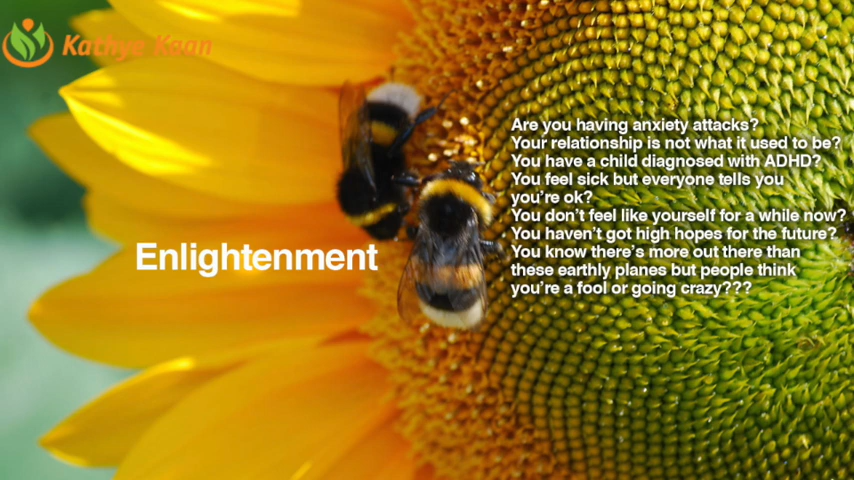 Kathye Kaan
Are you having anxiety attacks?
Your relationship is not what it used to be?
You have a child diagnosed with ADHD?
You feel sick but everyone tells you
you're ok?
You don't feel like yourself for a while now?
You haven't got high hopes for the future?
You know there's more out there than
these earthly planes but people think
you're a fool or going crazy???
Enlightenment